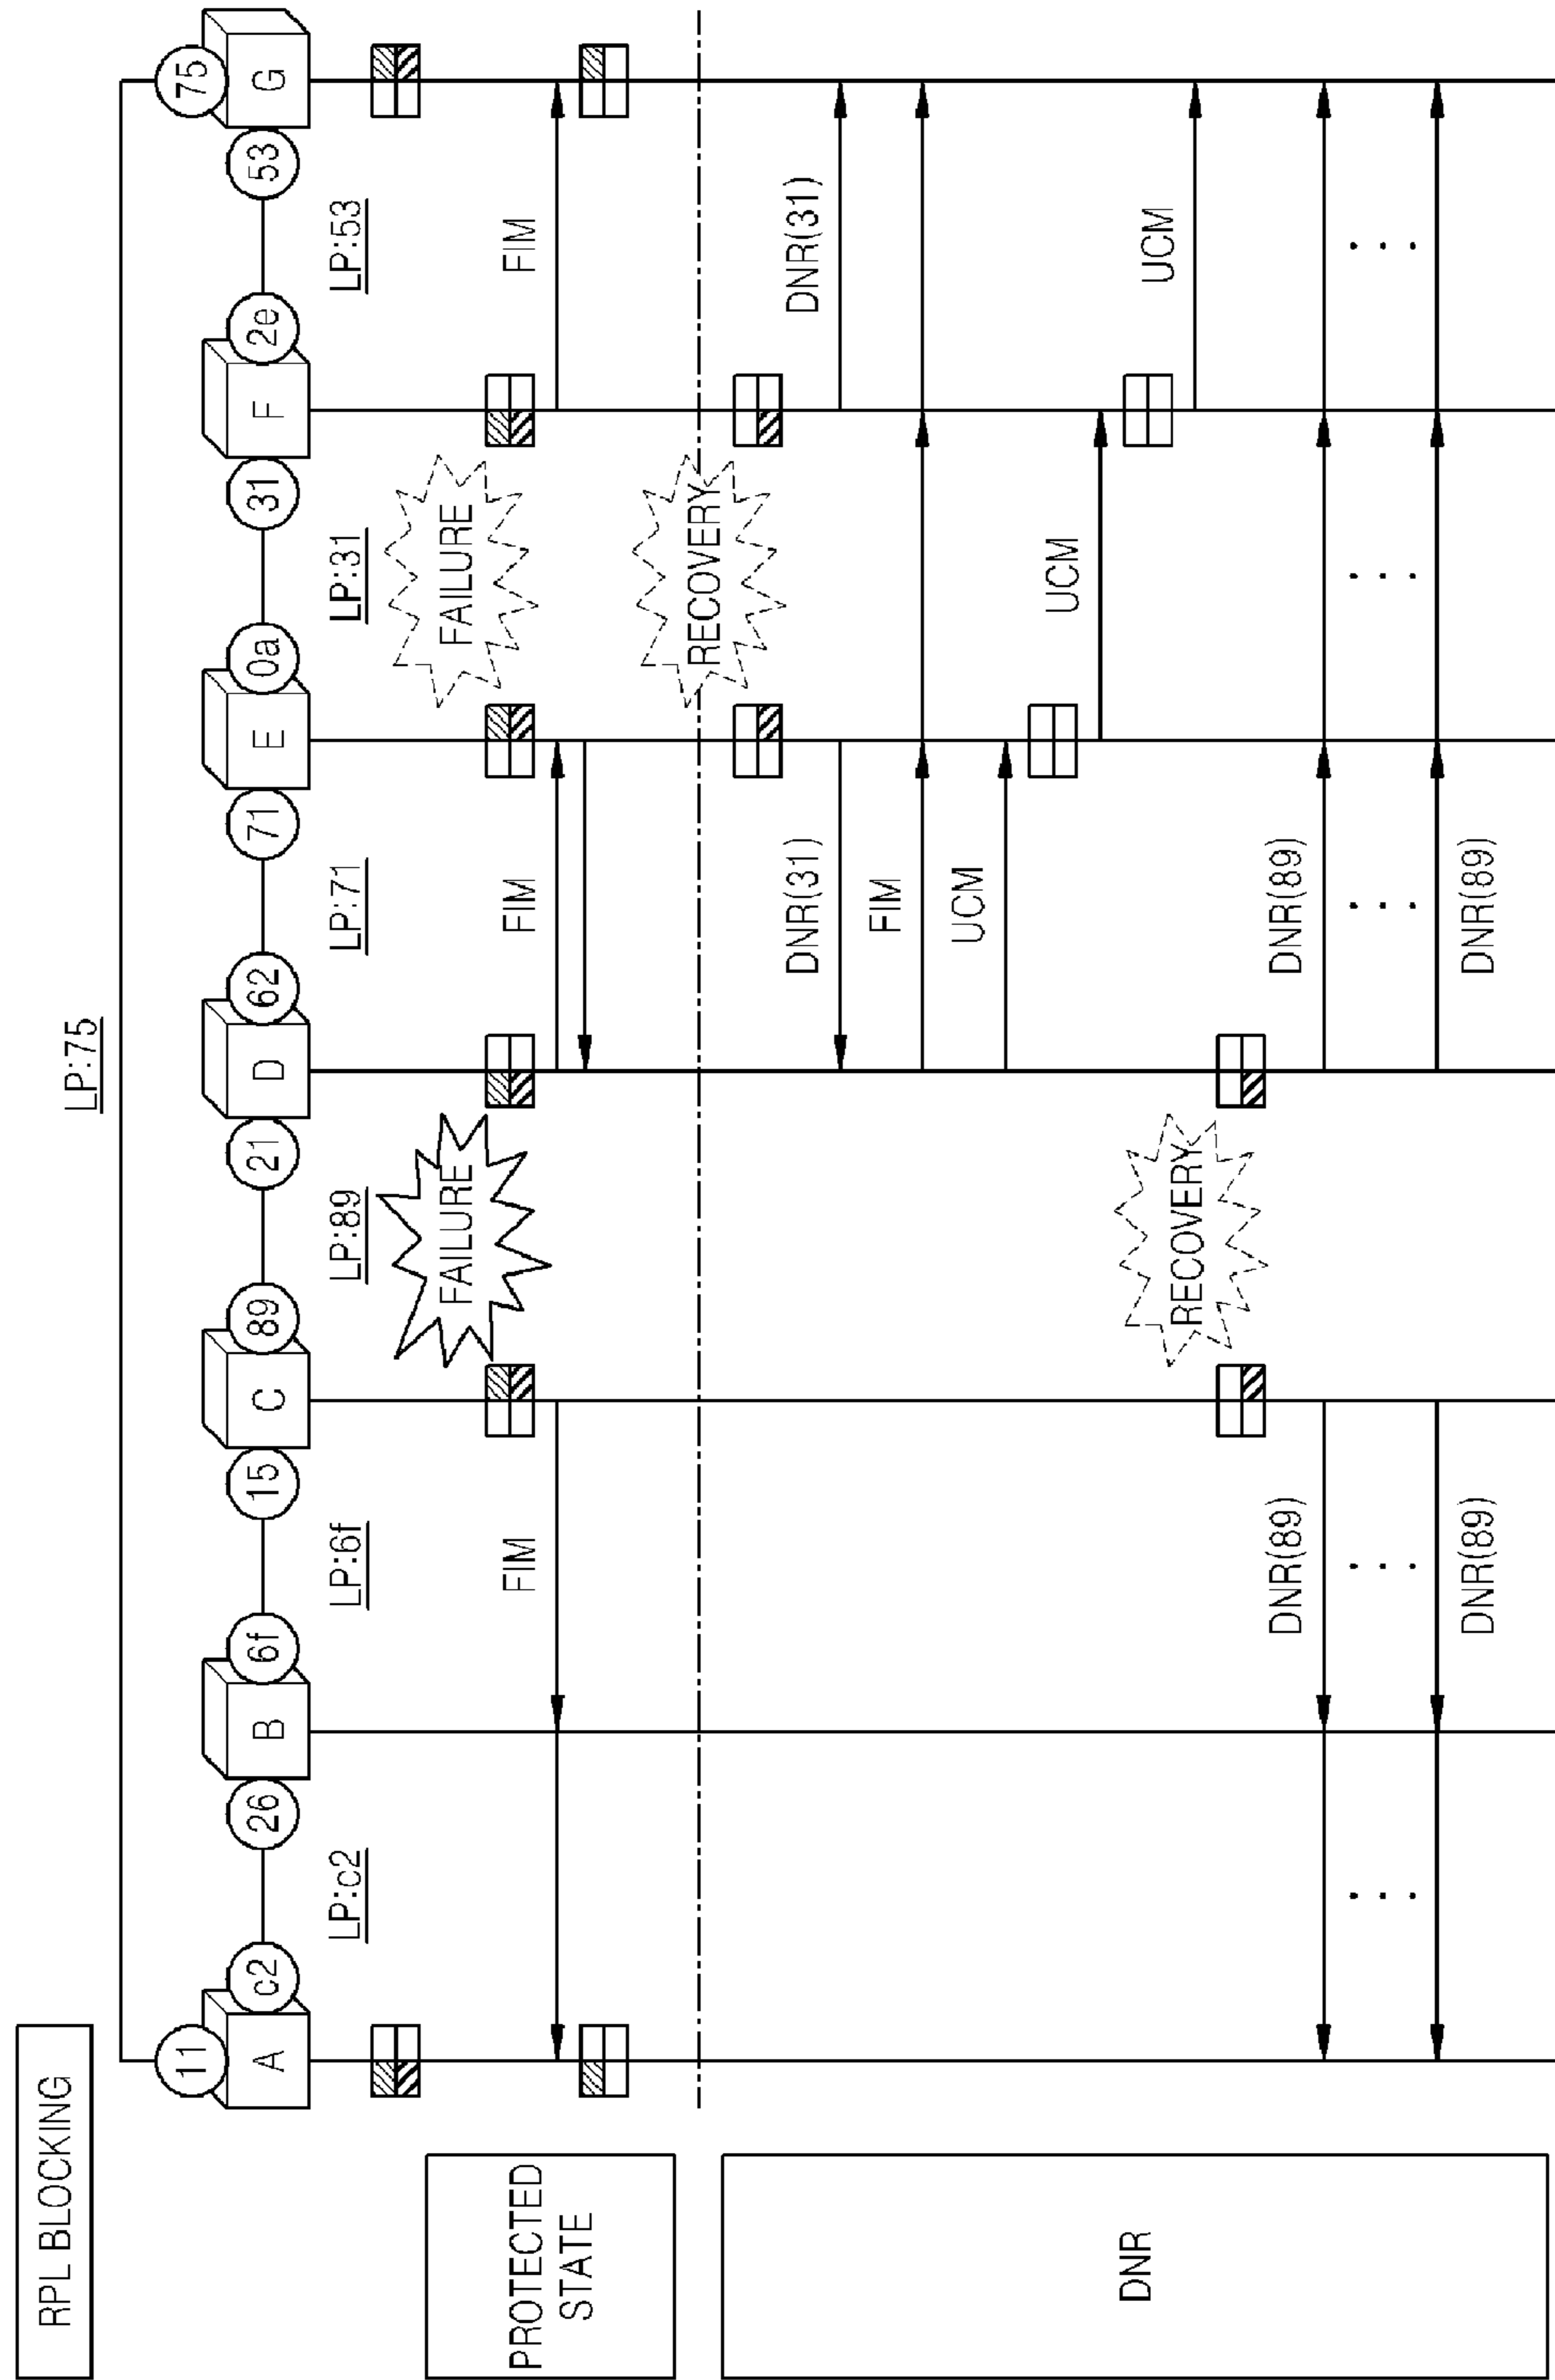 RPL BLOCKING
LP:75
11
75
A
c2
26
B
6f
15
C
89
21
D
62
71
E
0a
31
F
2e
53
G
LP:c2
LP:6f
LP:89
LP:71
LP:31
LP:53
PROTECTED
STATE
FAILURE
FAILURE
FIM
FIM
FIM
RECOVERY
DNR
DNR(31)
DNR(31)
FIM
UCM
UCM
UCM
RECOVERY
DNR(89)
DNR(89)
. . .
. . .
. . .
. . .
. . .
DNR(89)
DNR(89)